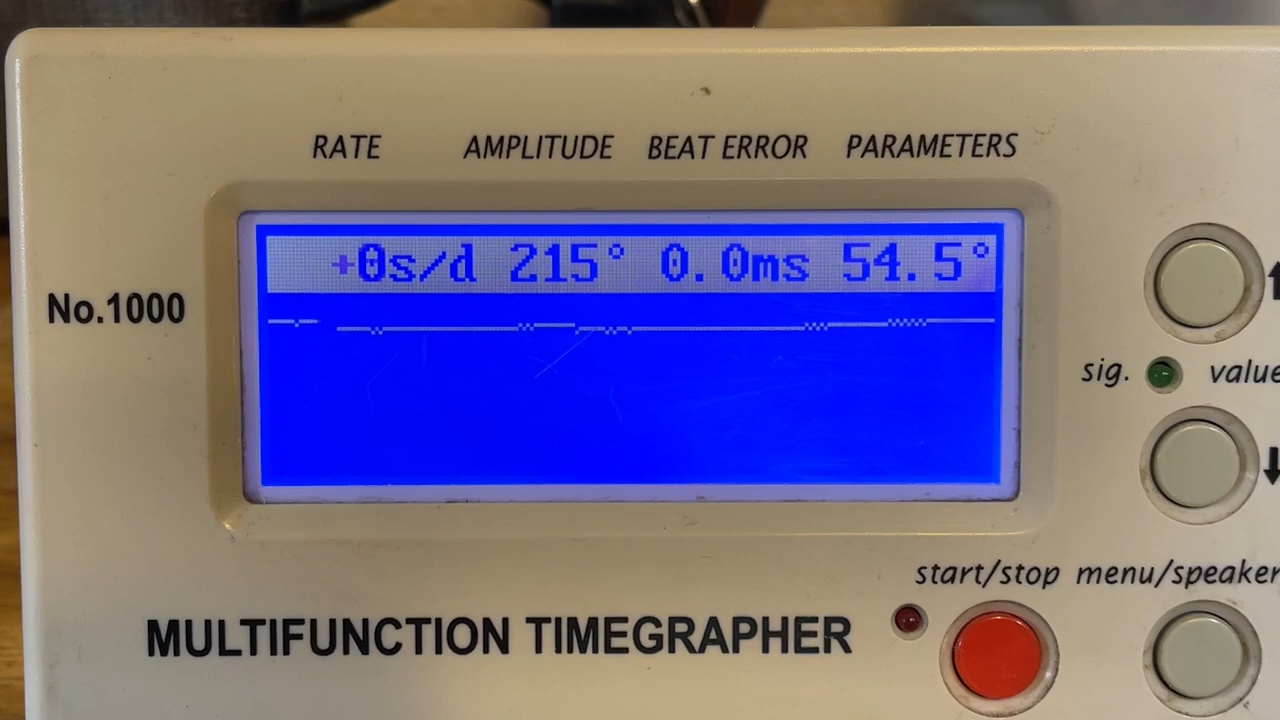 RATE AMPLITUDE BEAT ERROR PARAMETERS
+0s/d 215° 0.0ms 54.5°
No.1000
sig. value
start/stop menu/speaker
MULTIFUNCTION TIMEGRAPHER